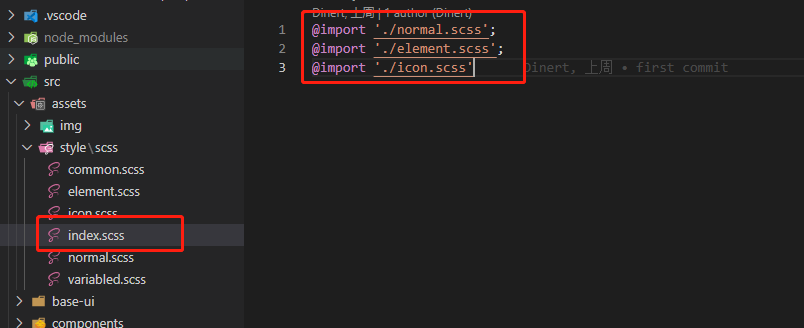 .vscode
node_modules
public
src
assets
img
style\scss
common.scss
element.scss
icon.scss
index.scss
normal.scss
variabled.scss
base-ui
components
Dinert, 上周 | 1 author (Dinert)
1 @import './normal.scss';
2 @import './element.scss';
3 @import './icon.scss' Dinert, 上周 • first commit